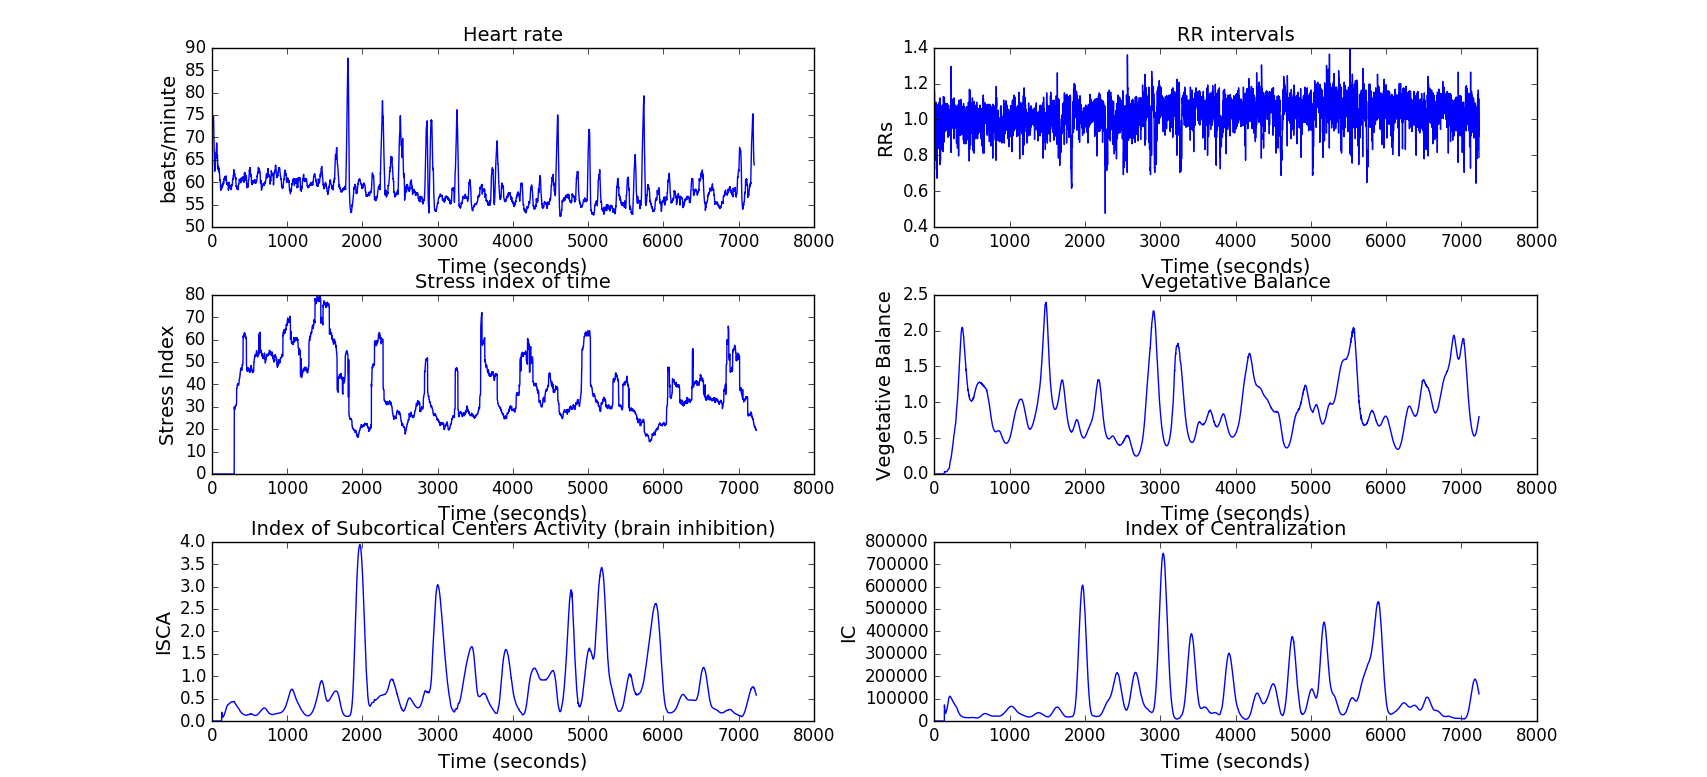 Heart rate
beats/minute
90
85
80
75
70
65
60
55
50
0 1000 2000 3000 4000 5000 6000 7000 8000
Time (seconds)
RR intervals
RRs
1.4
1.2
1.0
0.8
0.6
0.4
0 1000 2000 3000 4000 5000 6000 7000 8000
Time (seconds)
Stress index of time
Stress Index
80
70
60
50
40
30
20
10
0
0 1000 2000 3000 4000 5000 6000 7000 8000
Time (seconds)
Vegetative Balance
Vegetative Balance
2.5
2.0
1.5
1.0
0.5
0.0
0 1000 2000 3000 4000 5000 6000 7000 8000
Time (seconds)
Index of Subcortical Centers Activity (brain inhibition)
ISCA
4.0
3.5
3.0
2.5
2.0
1.5
1.0
0.5
0.0
0 1000 2000 3000 4000 5000 6000 7000 8000
Time (seconds)
Index of Centralization
IC
800000
700000
600000
500000
400000
300000
200000
100000
0
0 1000 2000 3000 4000 5000 6000 7000 8000
Time (seconds)